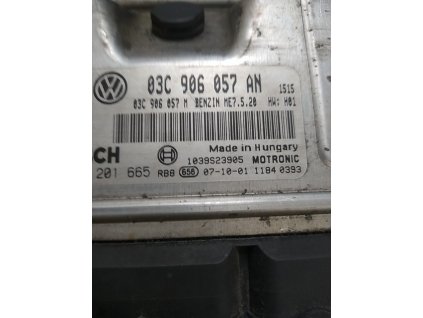 03C 906 057 AN 1515
03C 906 057 M BENZIN ME7.5.20 HW: H01
CH Made in Hungary
1039S23905 MOTRONIC
201 665 RBB 656 07-10-01 1184 0393